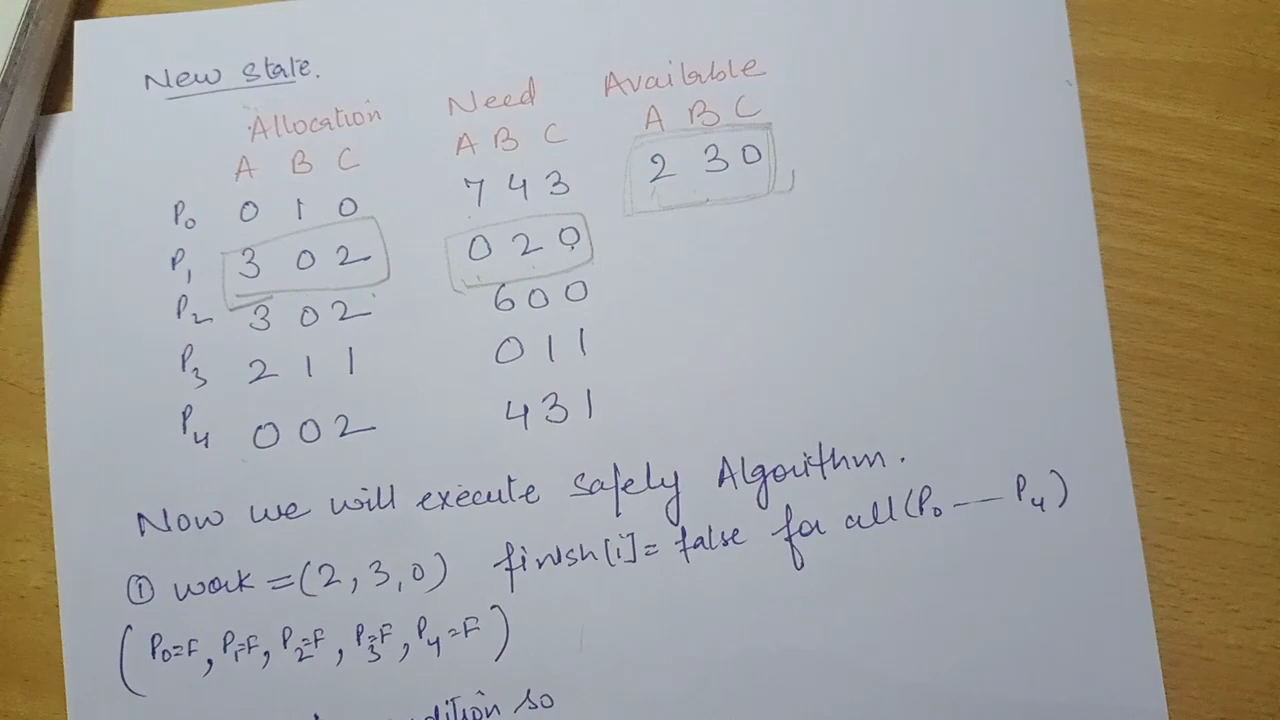 New state.
Allocation Need Available
A B C A B C A B C
P0 0 1 0 7 4 3 2 3 0
P1 3 0 2 0 2 0
P2 3 0 2 6 0 0
P3 2 1 1 0 1 1
P4 0 0 2 4 3 1
Now we will execute safely Algorithm.
① work = (2, 3, 0) finish[i] = false for all (P0 — P4)
(P0=F, P1=F, P2=F, P3=F, P4=F)
so